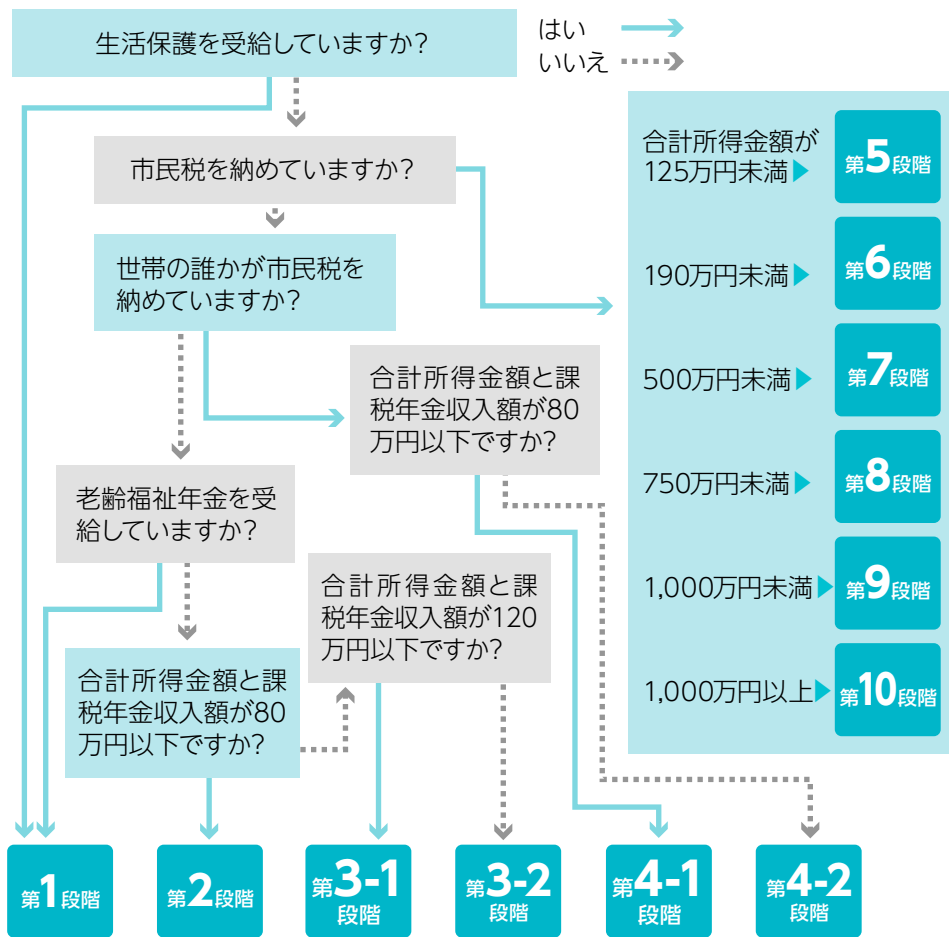 生活保護を受給していますか?
はい
いいえ
市民税を納めていますか?
世帯の誰かが市民税を
納めていますか?
合計所得金額と課
税年金収入額が80
万円以下ですか?
老齢福祉年金を受
給していますか?
合計所得金額と課
税年金収入額が120
万円以下ですか?
合計所得金額と課
税年金収入額が80
万円以下ですか?
合計所得金額が
125万円未満
第5段階
190万円未満
第6段階
500万円未満
第7段階
750万円未満
第8段階
1,000万円未満
第9段階
1,000万円以上
第10段階
第1段階
第2段階
第3-1
段階
第3-2
段階
第4-1
段階
第4-2
段階